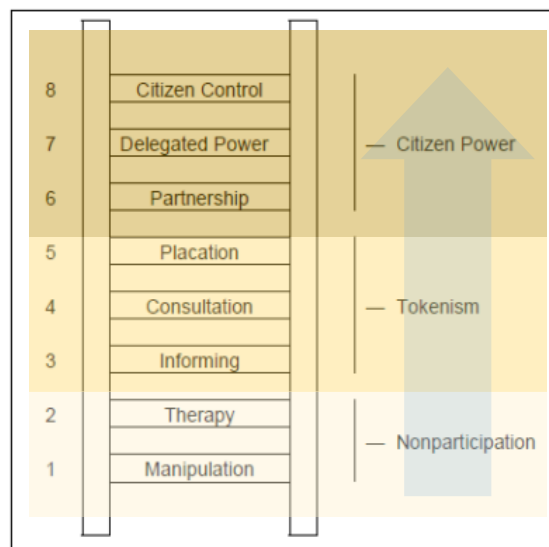 8 Citizen Control
7 Delegated Power — Citizen Power
6 Partnership
5 Placation
4 Consultation — Tokenism
3 Informing
2 Therapy
— Nonparticipation
1 Manipulation